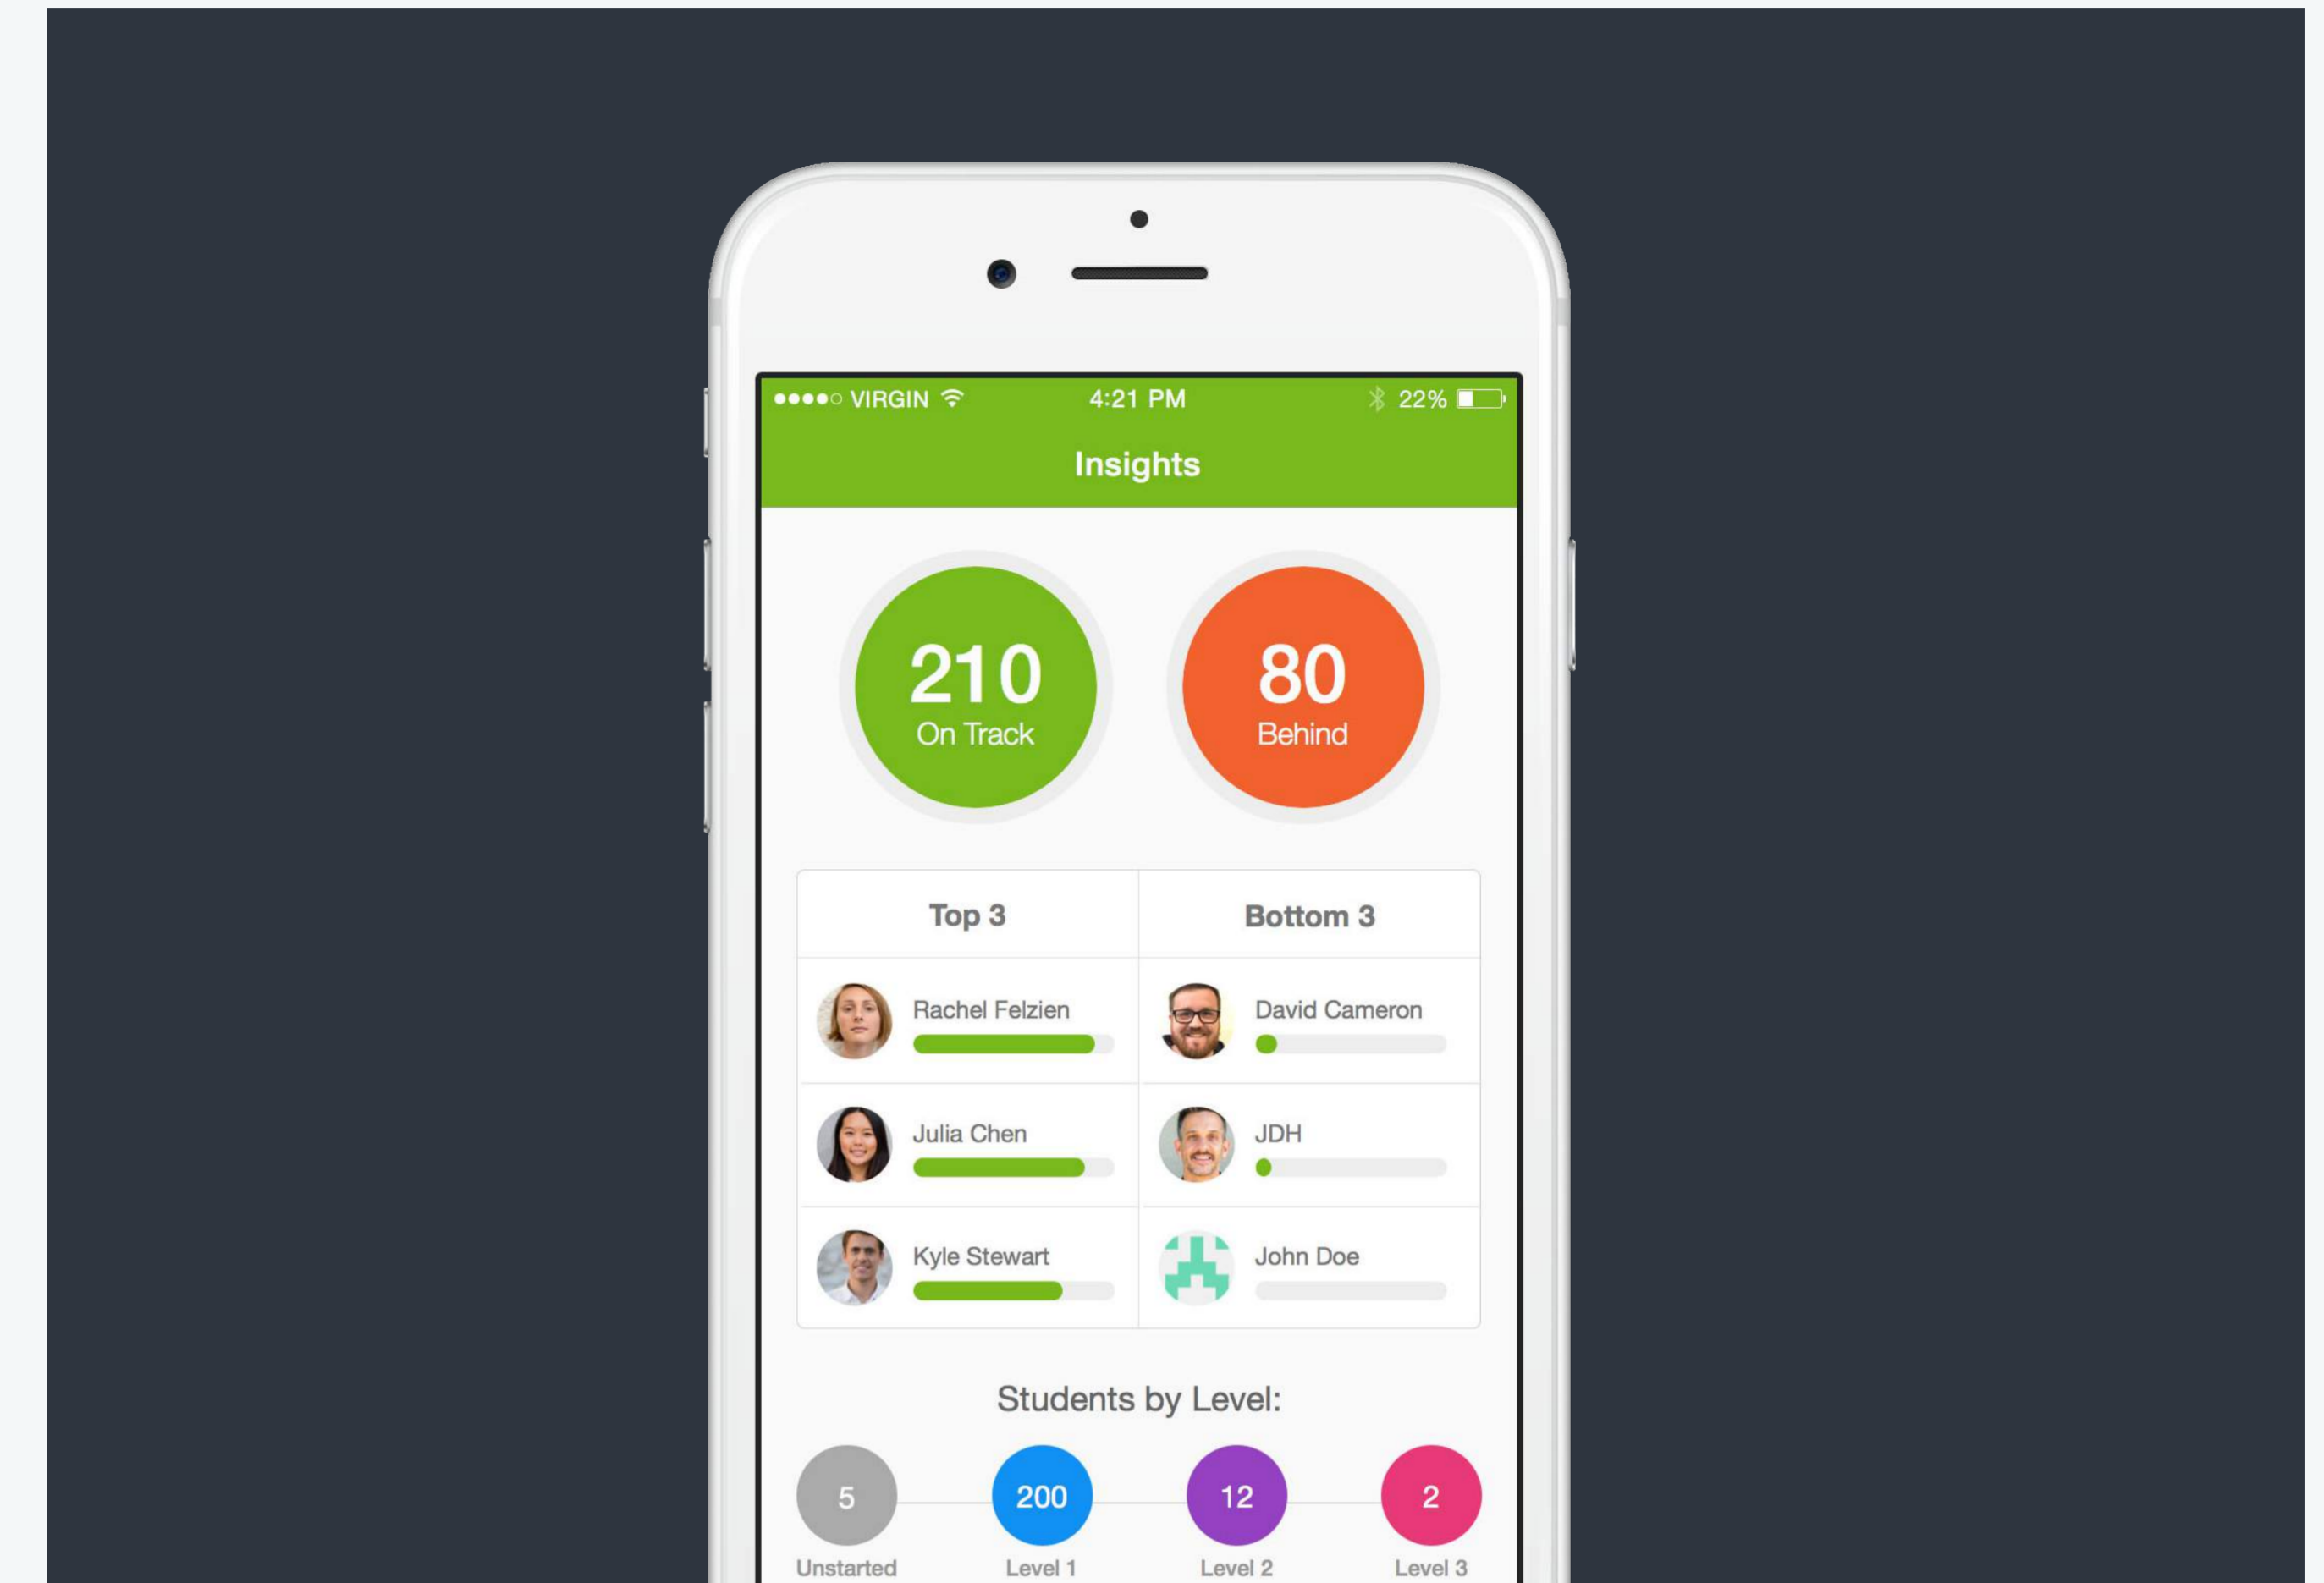 VIRGIN 4:21 PM 22%
Insights
210 80
On Track Behind
Top 3 Bottom 3
Rachel Felzien David Cameron
Julia Chen JDH
Kyle Stewart John Doe
Students by Level:
5 200 12 2
Unstarted Level 1 Level 2 Level 3